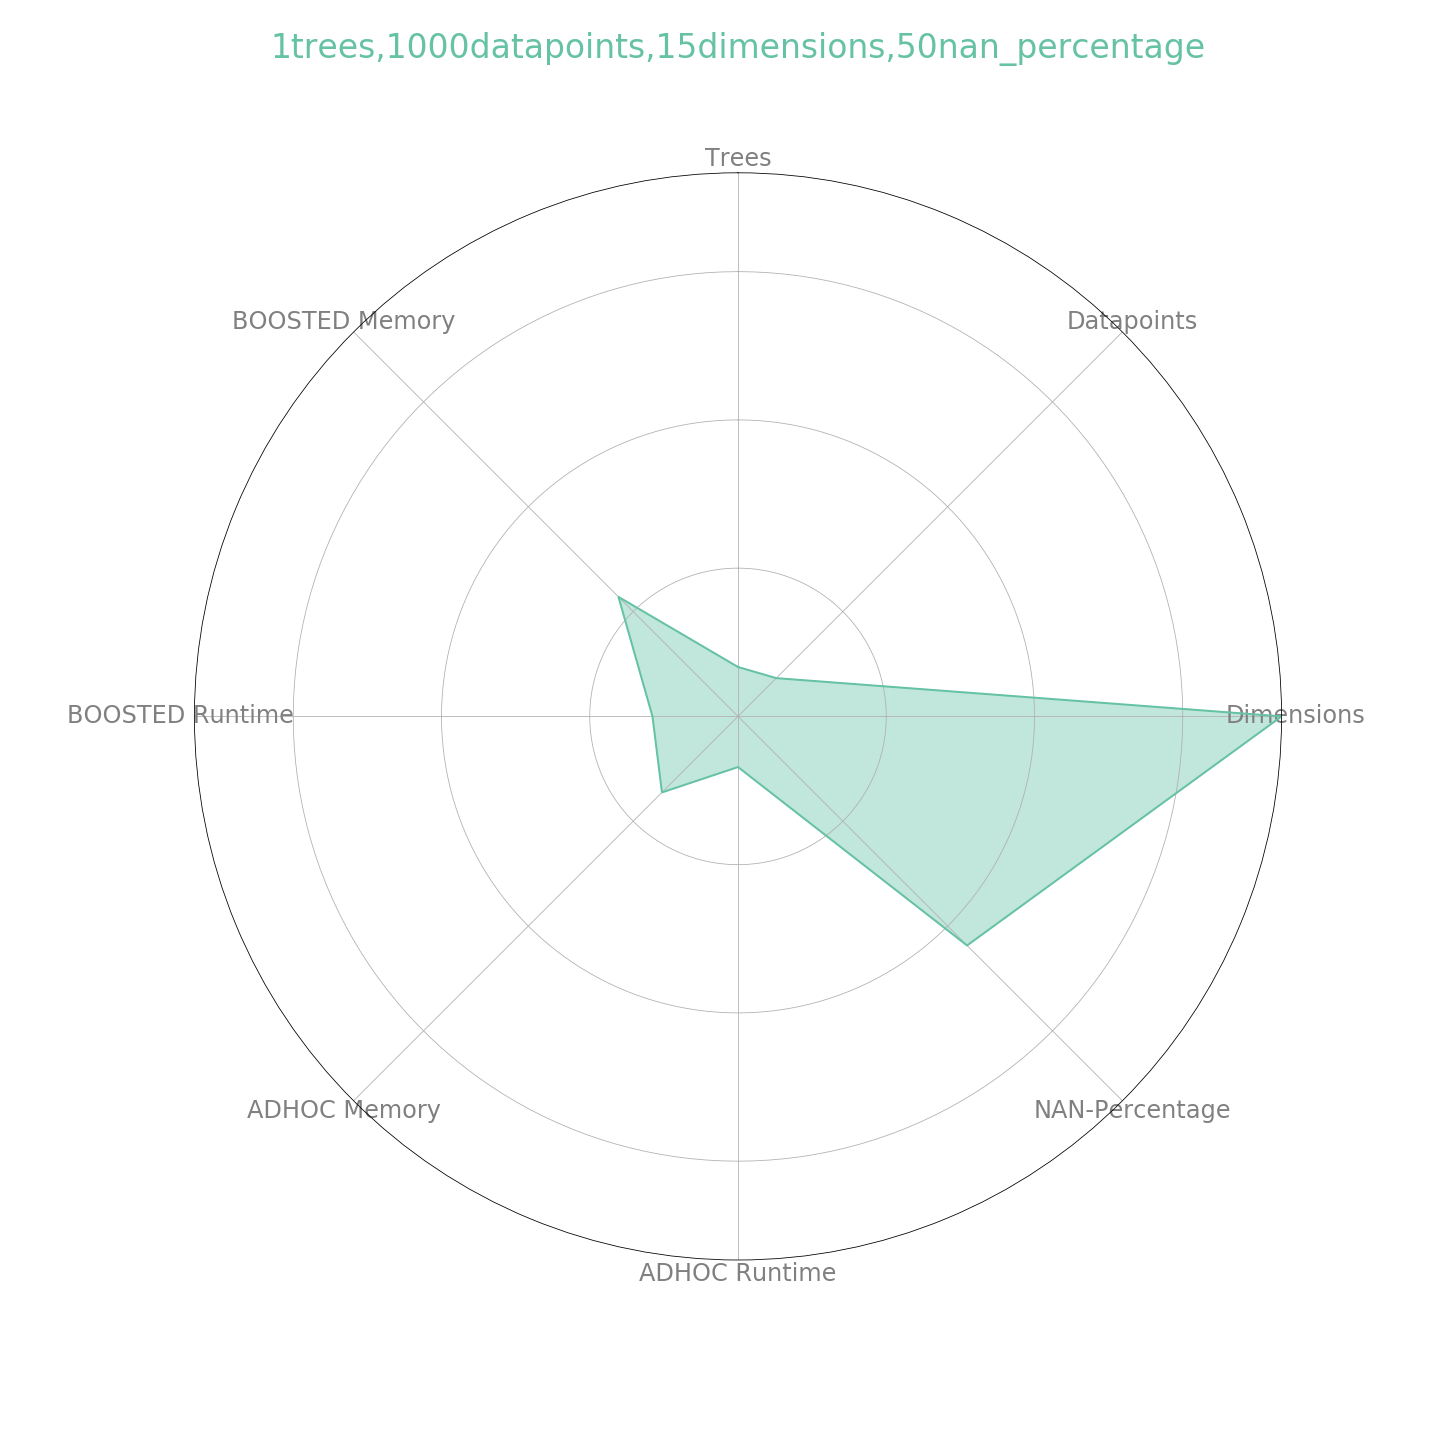 1trees,1000datapoints,15dimensions,50nan_percentage
Trees
BOOSTED Memory
Datapoints
BOOSTED Runtime
Dimensions
ADHOC Memory
NAN-Percentage
ADHOC Runtime